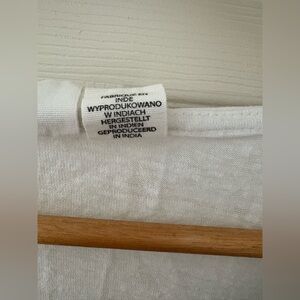 FABRIQUÉ EN
INDE
WYPRODUKOWANO
W INDIACH
HERGESTELLT
IN INDIEN
GEPRODUCEERD
IN INDIA